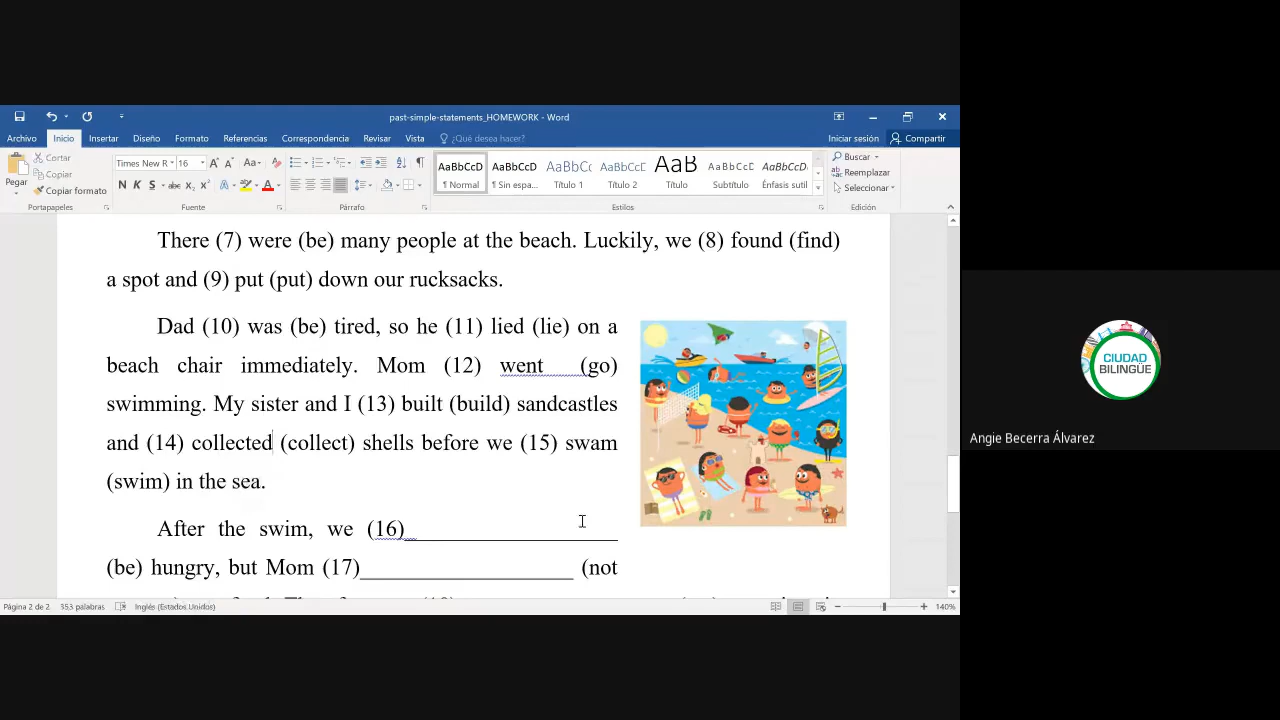 past-simple-statements_HOMEWORK - Word
Archivo Inicio Insertar Diseño Formato Referencias Correspondencia Revisar Vista ¿Qué desea hacer? Iniciar sesión Compartir
Pegar
Cortar
Copiar
Copiar formato
Portapapeles
Times New R 16
N K S abc x₂ x²
Fuente
Párrafo
AaBbCcD AaBbCcD AaBbCc AaBbCcD AaB AaBbCcC AaBbCcD
¶ Normal ¶ Sin espa... Título 1 Título 2 Título Subtítulo Énfasis sutil
Estilos
Buscar
Reemplazar
Seleccionar
Edición
There (7) were (be) many people at the beach. Luckily, we (8) found (find)
a spot and (9) put (put) down our rucksacks.
Dad (10) was (be) tired, so he (11) lied (lie) on a
beach chair immediately. Mom (12) went (go)
swimming. My sister and I (13) built (build) sandcastles
and (14) collected (collect) shells before we (15) swam
(swim) in the sea.
After the swim, we (16)____________________
(be) hungry, but Mom (17)____________________ (not
Página 2 de 2 353 palabras Inglés (Estados Unidos) 140%
CIUDAD
BILINGÜE
Angie Becerra Álvarez